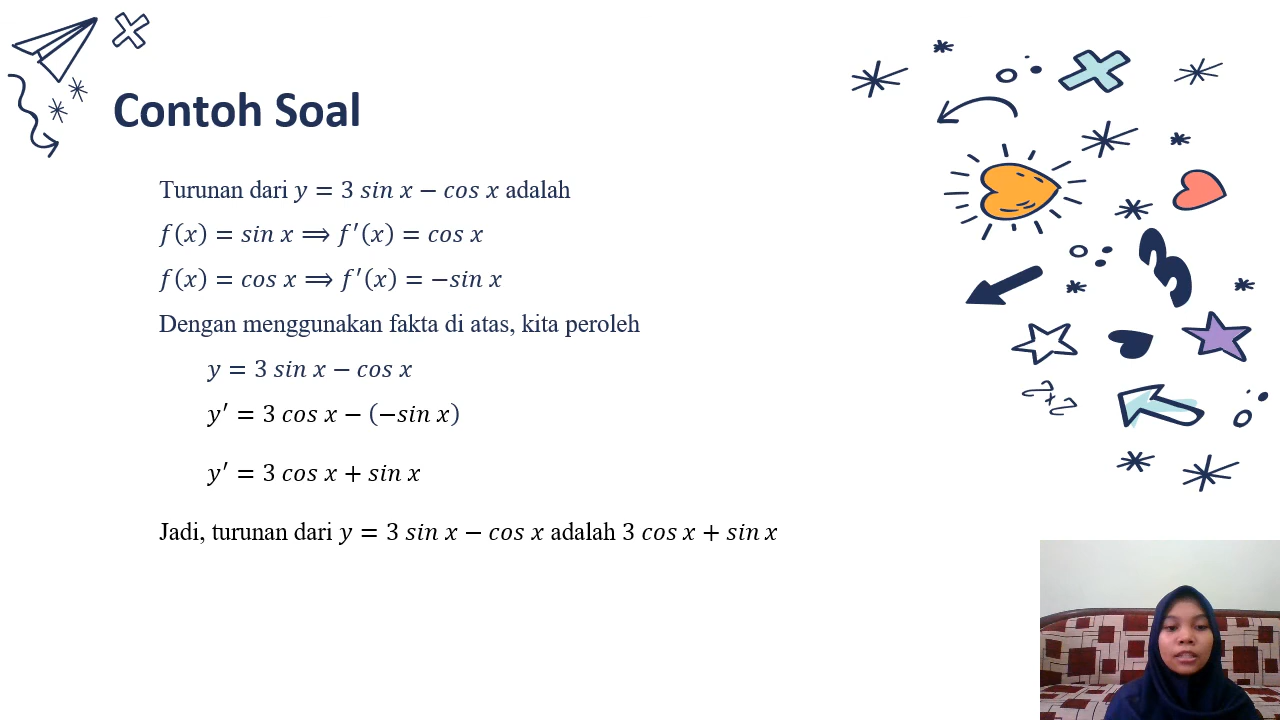 Contoh Soal
Turunan dari y = 3 sin x − cos x adalah
f(x) = sin x ⟹ f′(x) = cos x
f(x) = cos x ⟹ f′(x) = −sin x
Dengan menggunakan fakta di atas, kita peroleh
y = 3 sin x − cos x
y′ = 3 cos x − (−sin x)
y′ = 3 cos x + sin x
Jadi, turunan dari y = 3 sin x − cos x adalah 3 cos x + sin x